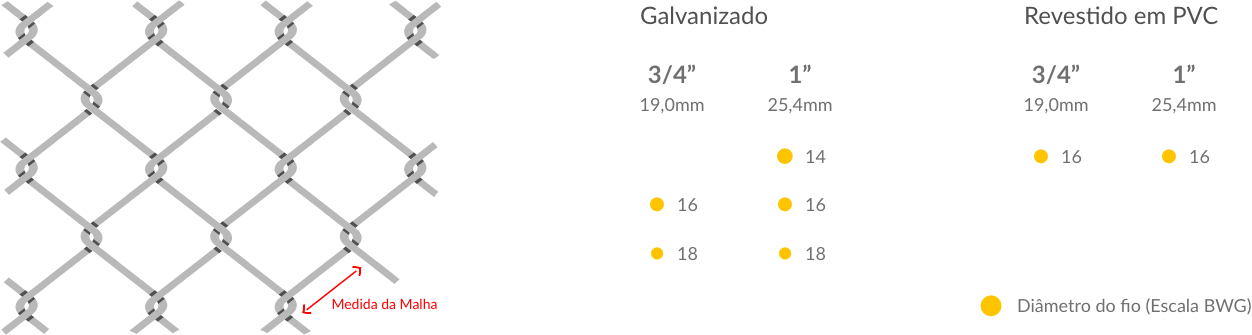 Galvanizado
Revestido em PVC
3/4” 1” 3/4” 1”
19,0mm 25,4mm 19,0mm 25,4mm
14 16 16
16 16
18 18
Medida da Malha
Diâmetro do fio (Escala BWG)